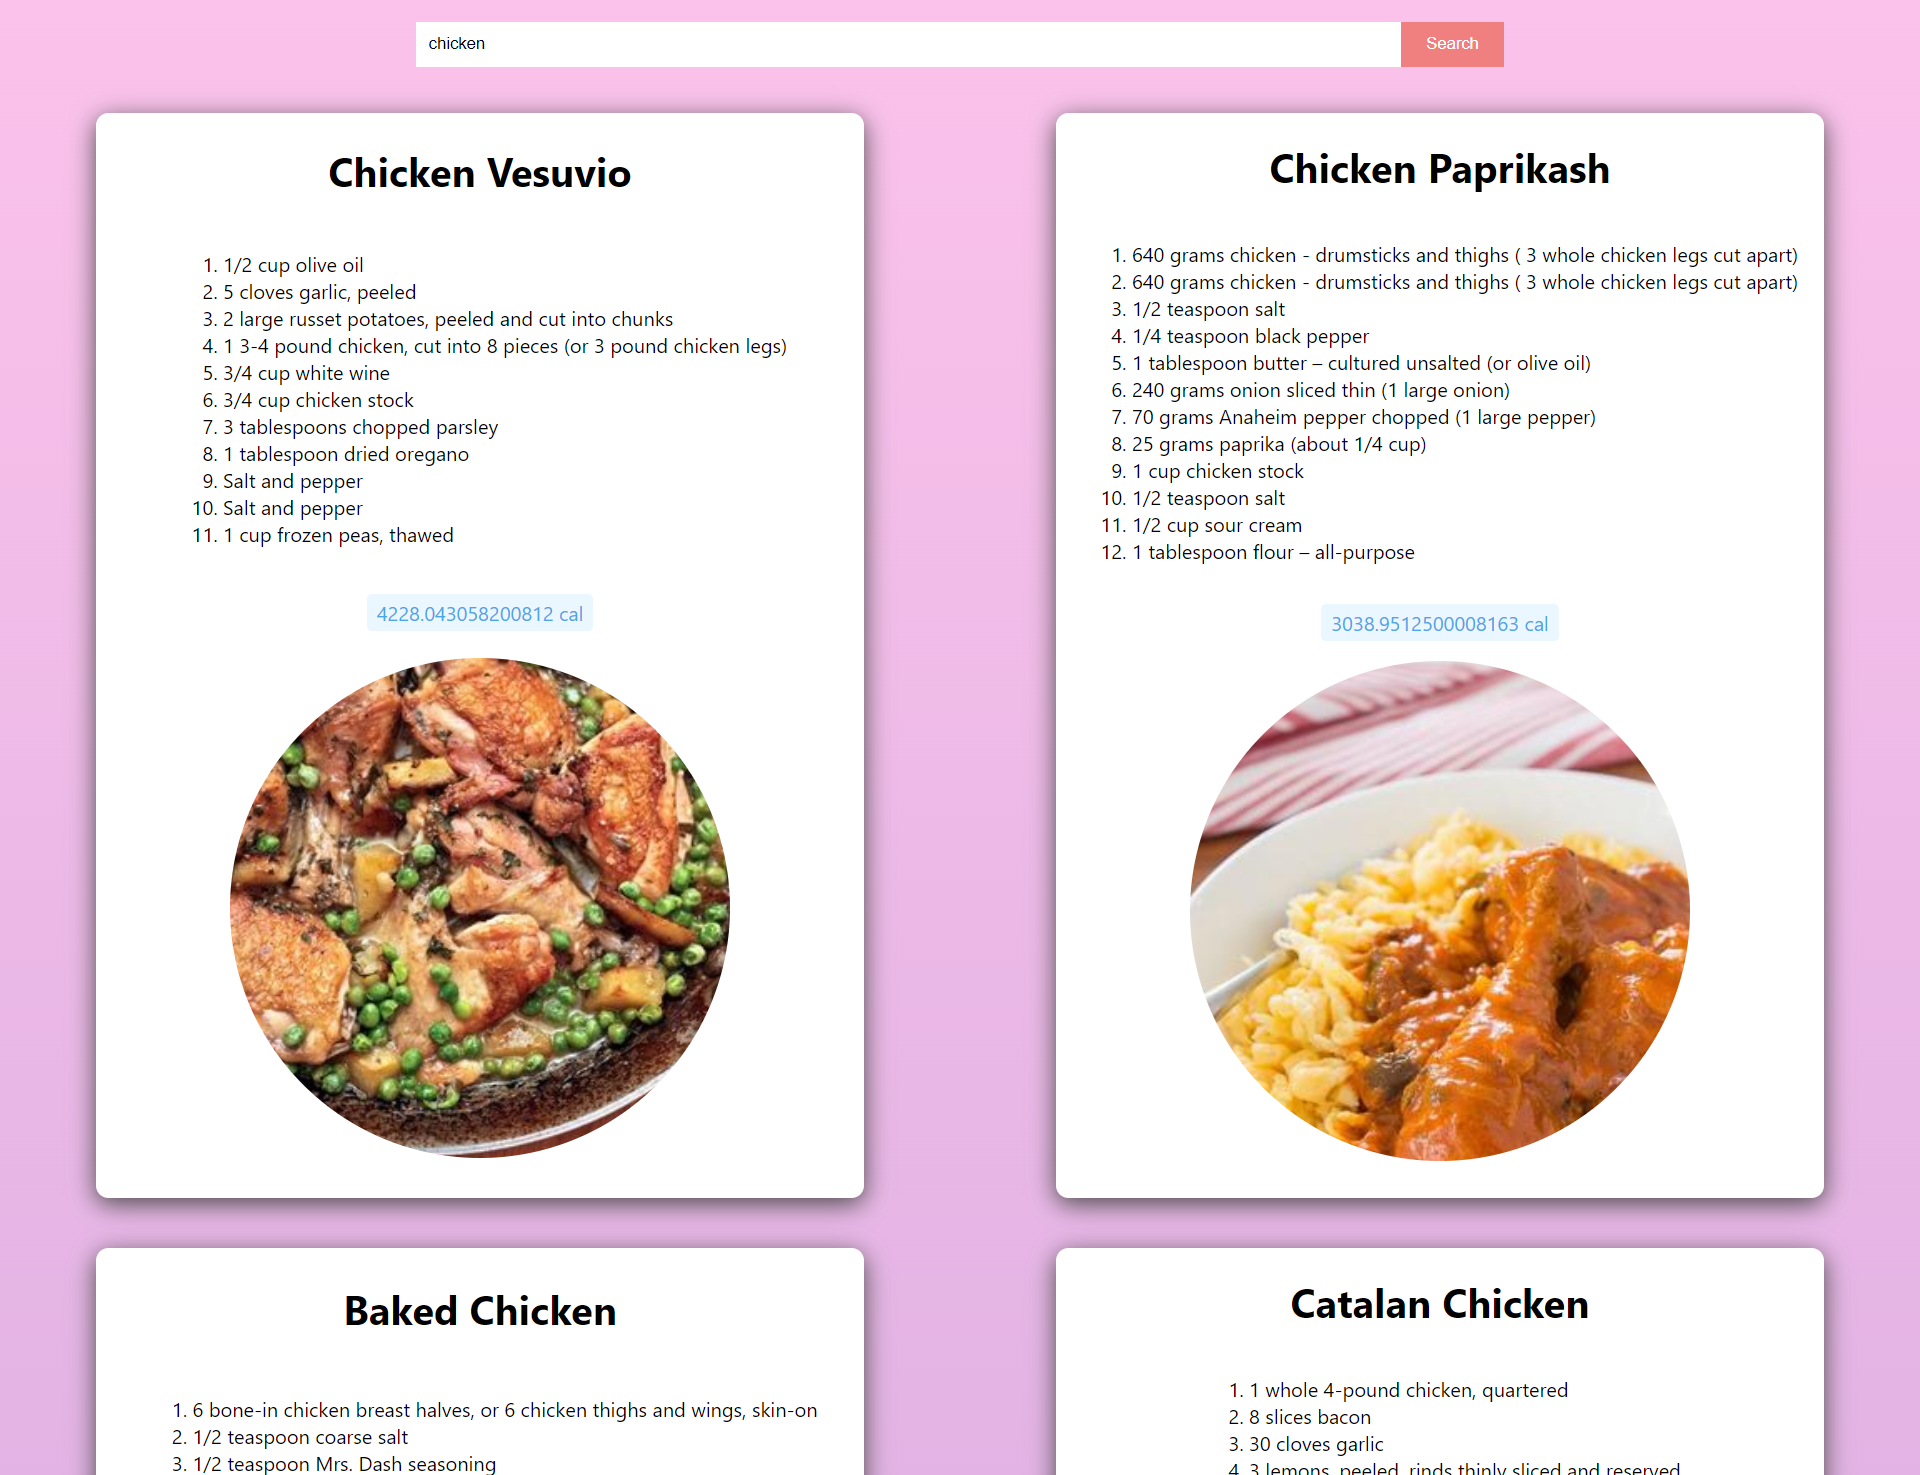 chicken
Search
Chicken Vesuvio
1. 1/2 cup olive oil
2. 5 cloves garlic, peeled
3. 2 large russet potatoes, peeled and cut into chunks
4. 1 3-4 pound chicken, cut into 8 pieces (or 3 pound chicken legs)
5. 3/4 cup white wine
6. 3/4 cup chicken stock
7. 3 tablespoons chopped parsley
8. 1 tablespoon dried oregano
9. Salt and pepper
10. Salt and pepper
11. 1 cup frozen peas, thawed
4228.043058200812 cal
Chicken Paprikash
1. 640 grams chicken - drumsticks and thighs ( 3 whole chicken legs cut apart)
2. 640 grams chicken - drumsticks and thighs ( 3 whole chicken legs cut apart)
3. 1/2 teaspoon salt
4. 1/4 teaspoon black pepper
5. 1 tablespoon butter – cultured unsalted (or olive oil)
6. 240 grams onion sliced thin (1 large onion)
7. 70 grams Anaheim pepper chopped (1 large pepper)
8. 25 grams paprika (about 1/4 cup)
9. 1 cup chicken stock
10. 1/2 teaspoon salt
11. 1/2 cup sour cream
12. 1 tablespoon flour – all-purpose
3038.9512500008163 cal
Baked Chicken
1. 6 bone-in chicken breast halves, or 6 chicken thighs and wings, skin-on
2. 1/2 teaspoon coarse salt
3. 1/2 teaspoon Mrs. Dash seasoning
Catalan Chicken
1. 1 whole 4-pound chicken, quartered
2. 8 slices bacon
3. 30 cloves garlic
4. 3 lemons, peeled, rinds thinly sliced and reserved